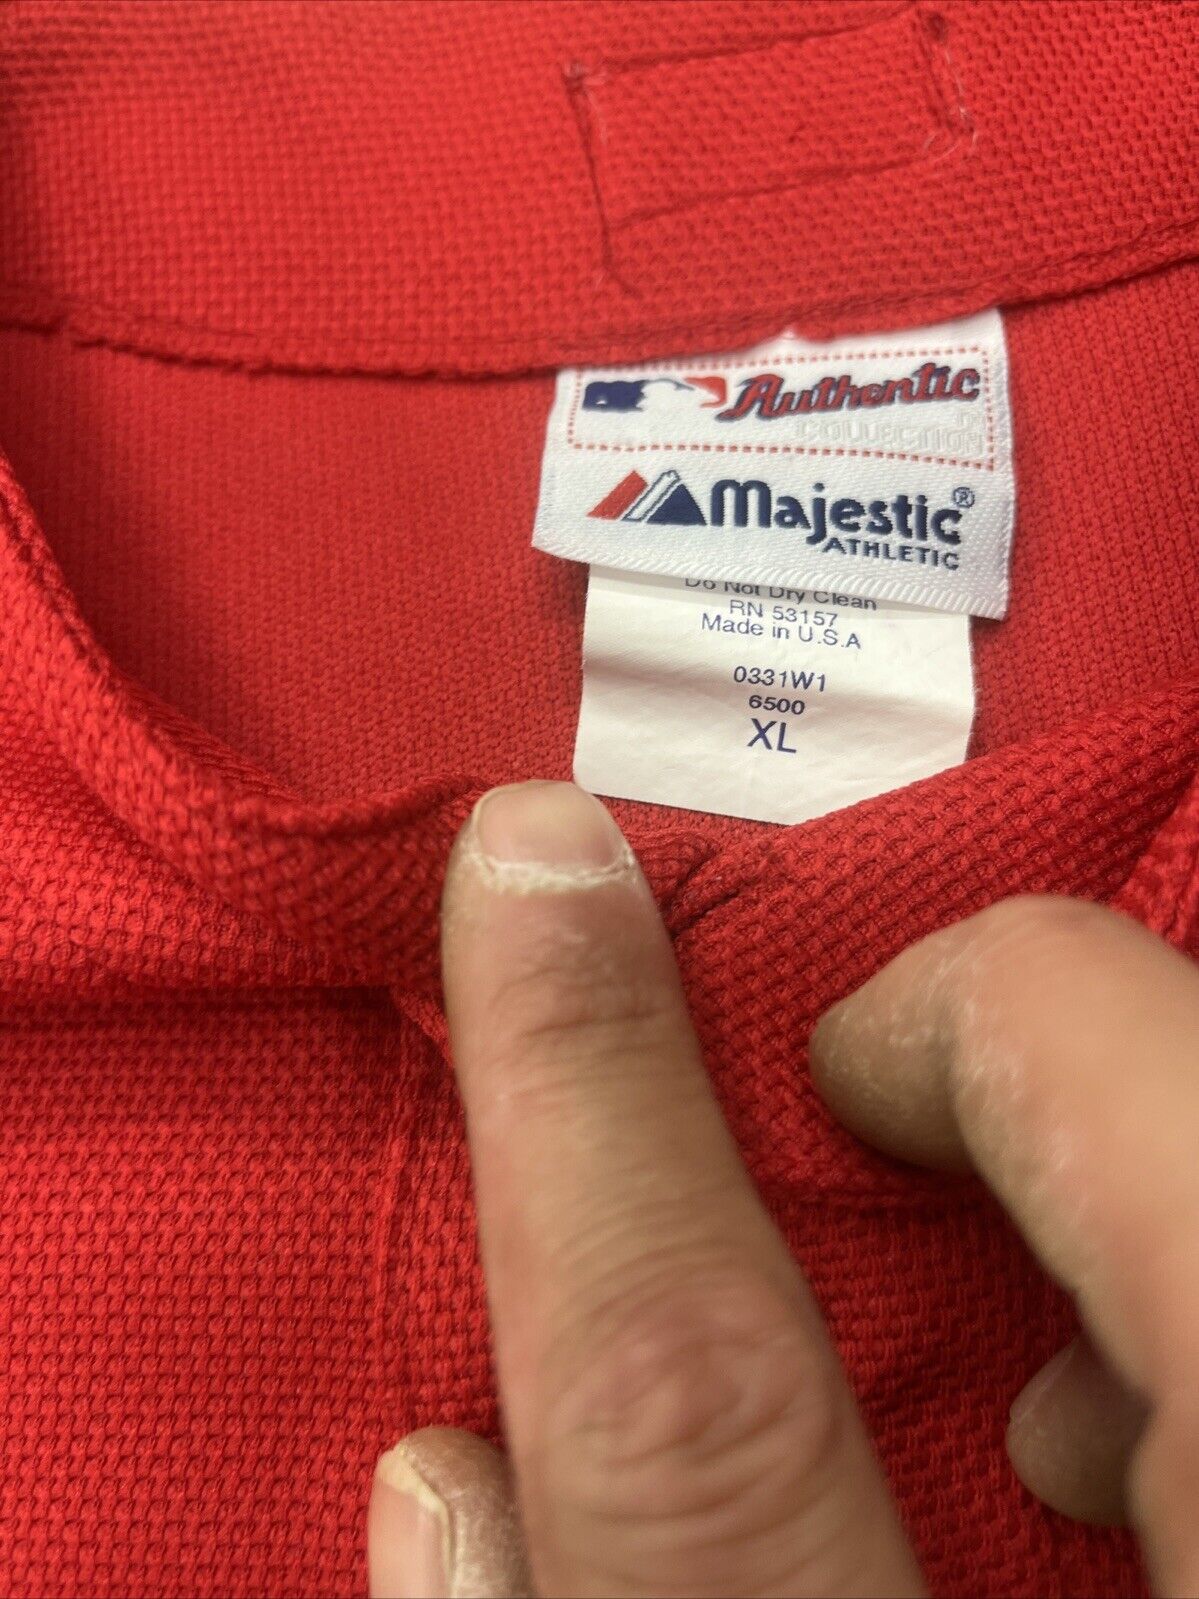 Authentic
COLLECTION
Majestic®
ATHLETIC
Do Not Dry Clean
RN 53157
Made in U.S.A
0331W1
6500
XL